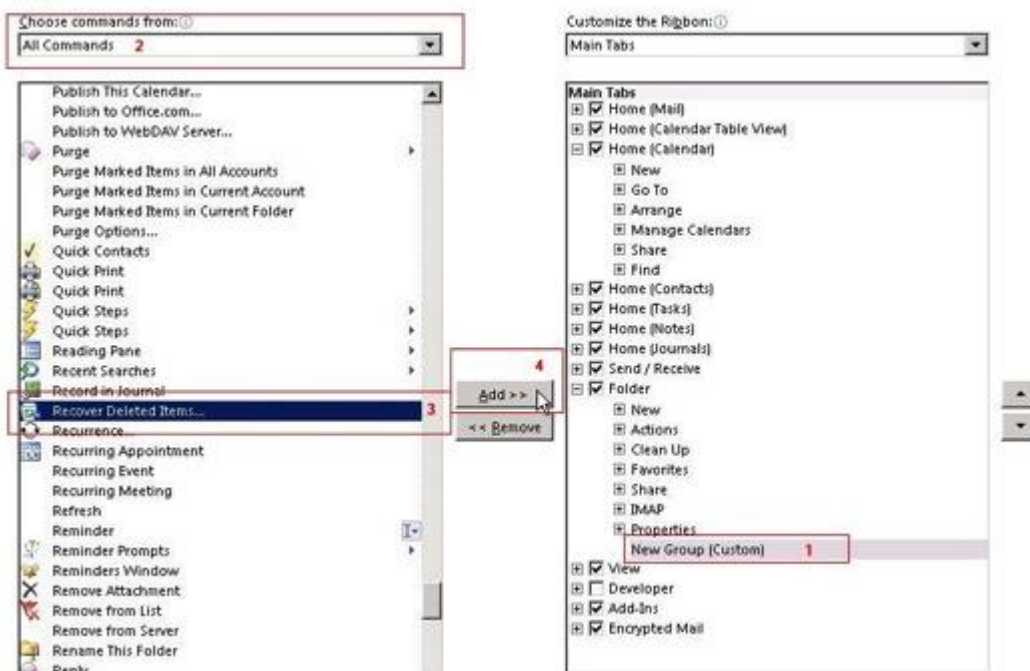 Choose commands from:
All Commands 2
Publish This Calendar...
Publish to Office.com...
Publish to WebDAV Server...
Purge
Purge Marked Items in All Accounts
Purge Marked Items in Current Account
Purge Marked Items in Current Folder
Purge Options...
Quick Contacts
Quick Print
Quick Print
Quick Steps
Quick Steps
Reading Pane
Recent Searches
Record in Journal
Recover Deleted Items... 3
Recurrence...
Recurring Appointment
Recurring Event
Recurring Meeting
Refresh
Reminder
Reminder Prompts
Reminders Window
Remove Attachment
Remove from List
Remove from Server
Rename This Folder
Reply
4
Add >>
<< Remove
Customize the Ribbon:
Main Tabs
Main Tabs
Home (Mail)
Home (Calendar Table View)
Home (Calendar)
New
Go To
Arrange
Manage Calendars
Share
Find
Home (Contacts)
Home (Tasks)
Home (Notes)
Home (Journals)
Send / Receive
Folder
New
Actions
Clean Up
Favorites
Share
IMAP
Properties
New Group (Custom) 1
View
Developer
Add-Ins
Encrypted Mail